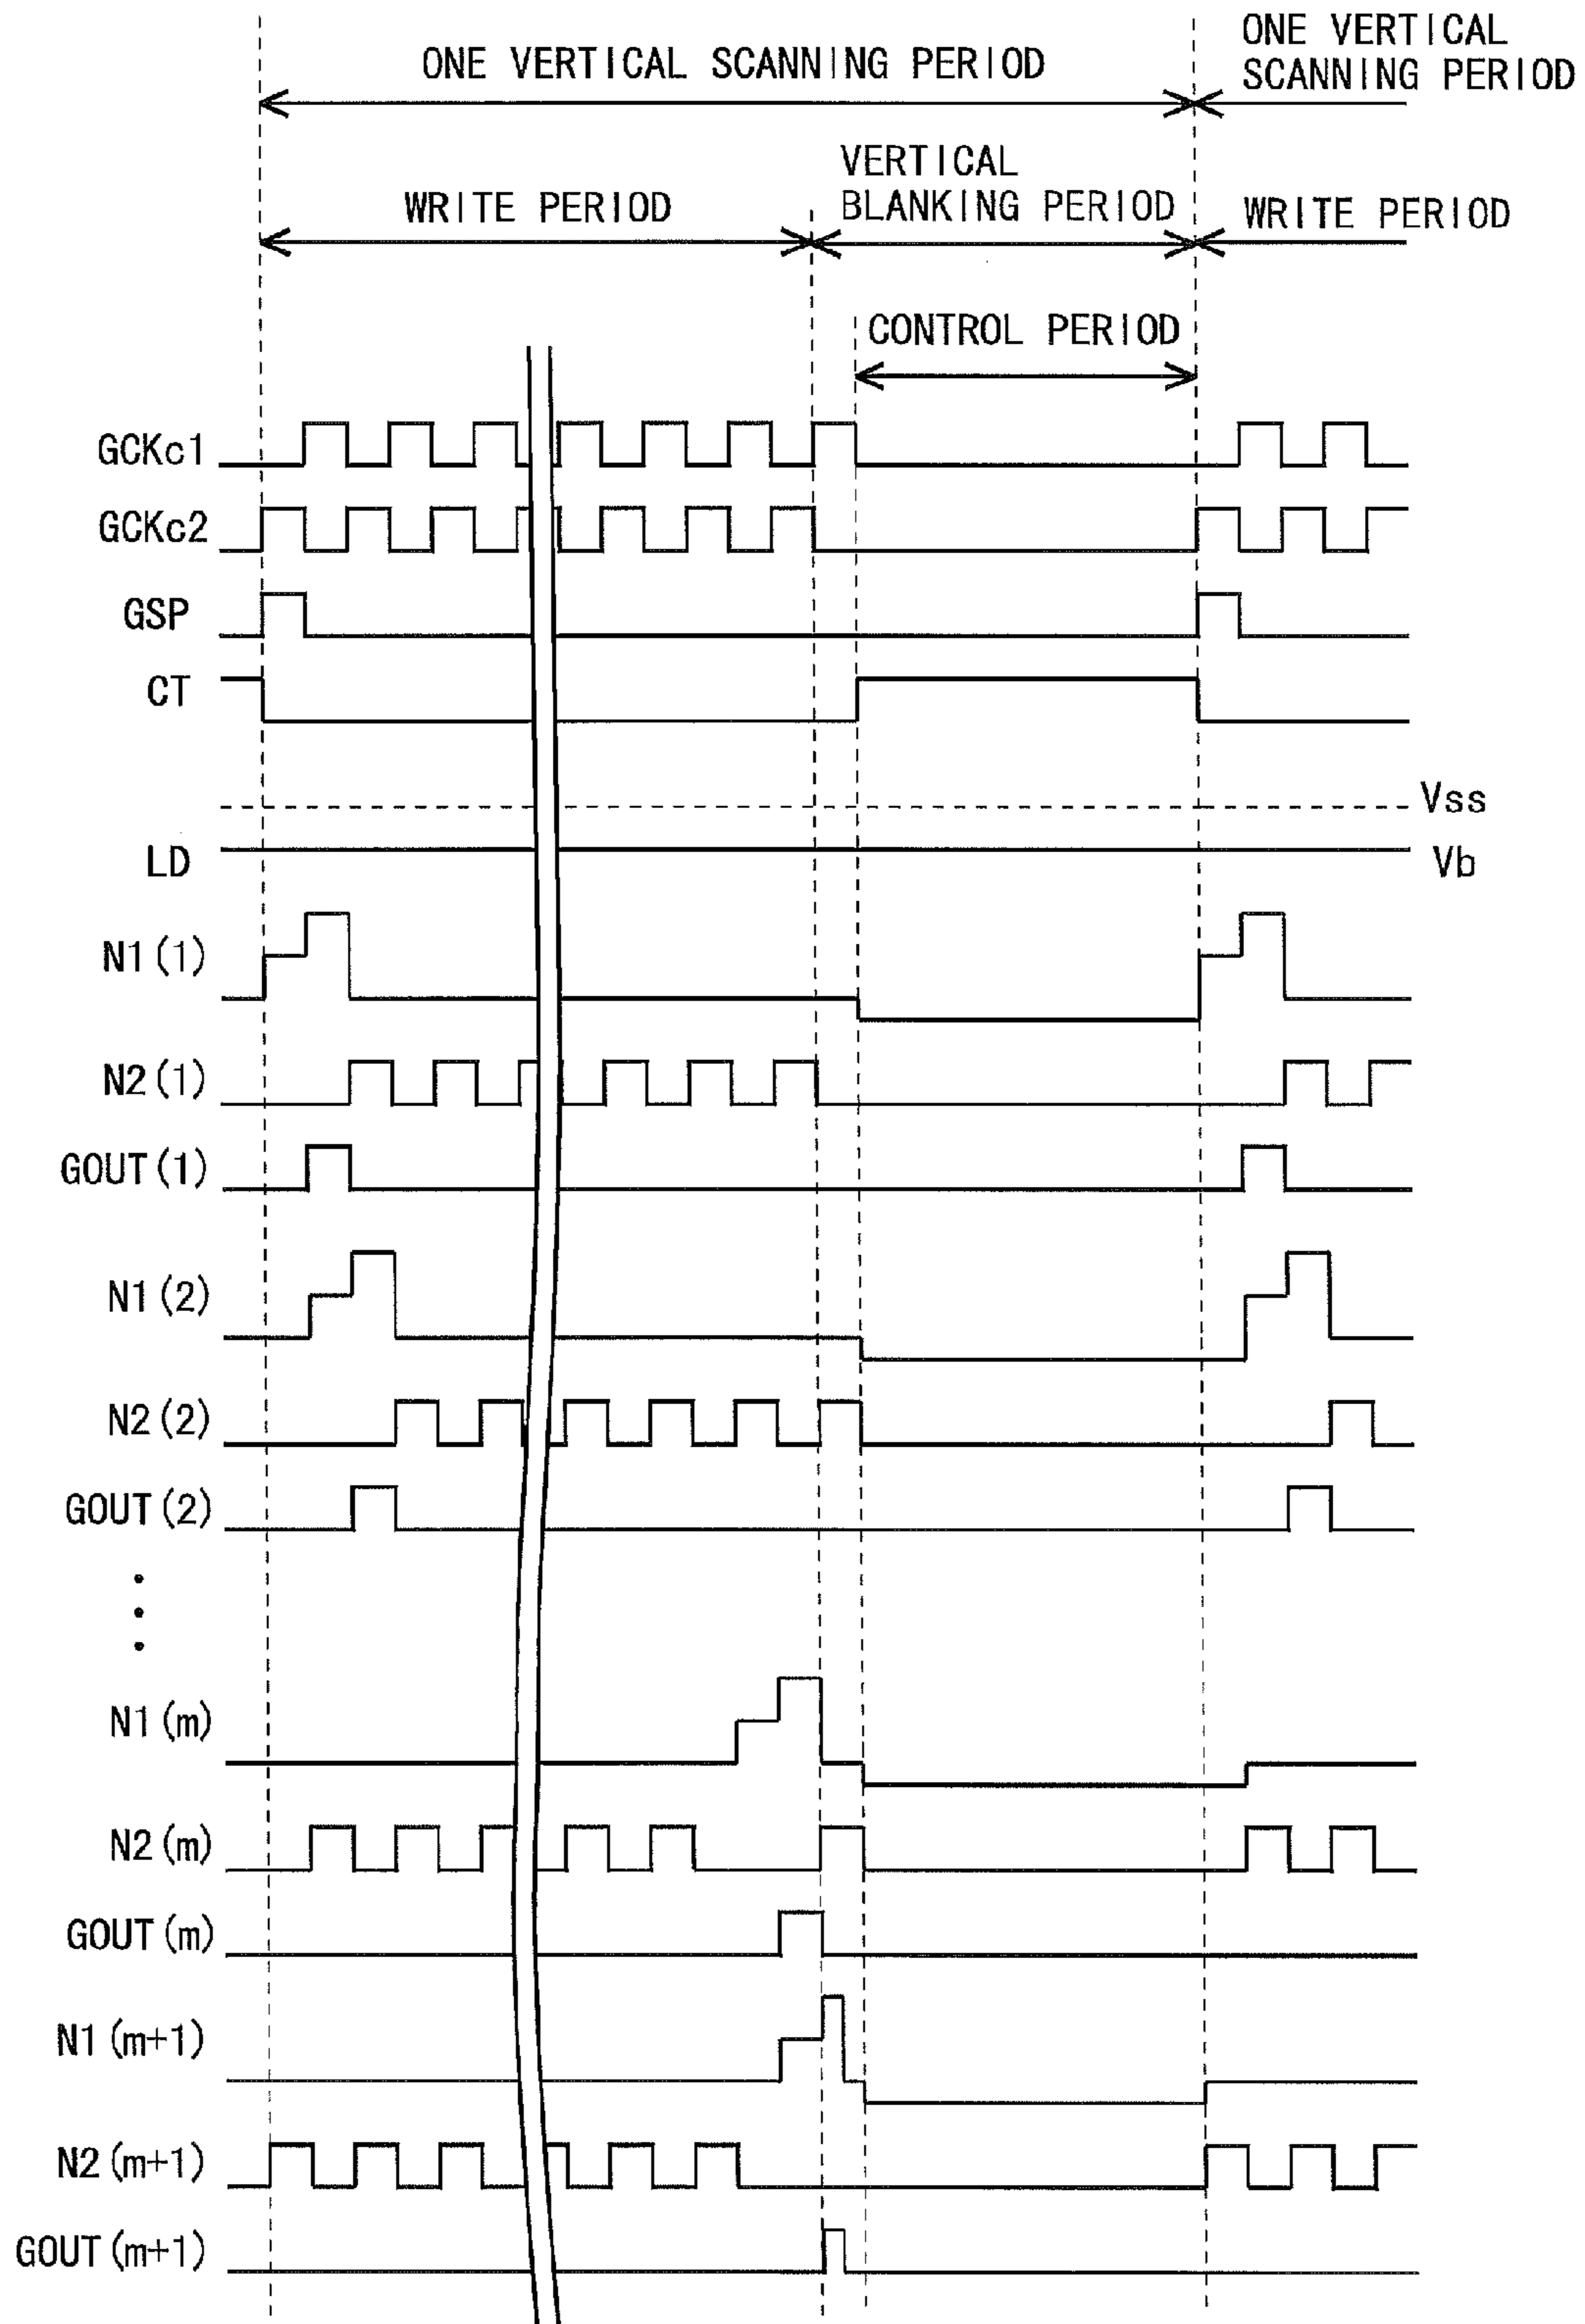 ONE VERTICAL SCANNING PERIOD
ONE VERTICAL
SCANNING PERIOD
WRITE PERIOD
VERTICAL
BLANKING PERIOD
WRITE PERIOD
CONTROL PERIOD
GCKc1
GCKc2
GSP
CT
Vss
LD
Vb
N1(1)
N2(1)
GOUT(1)
N1(2)
N2(2)
GOUT(2)
N1(m)
N2(m)
GOUT(m)
N1(m+1)
N2(m+1)
GOUT(m+1)